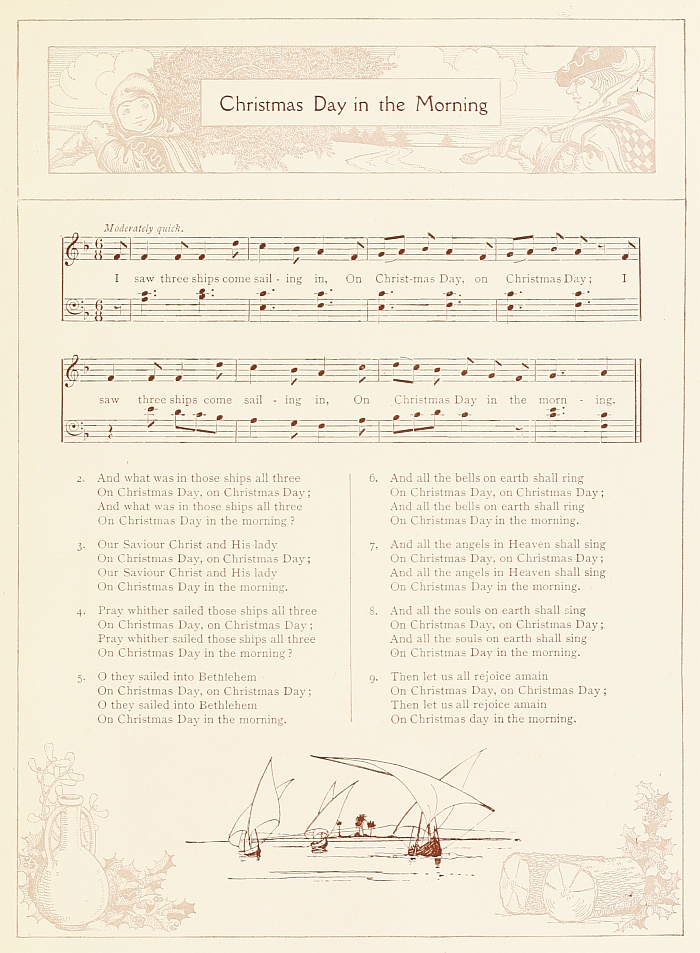 Christmas Day in the Morning
Moderately quick.
I saw three ships come sail - ing in, On Christ-mas Day, on Christmas Day; I
saw three ships come sail - ing in, On Christmas Day in the morn - ing.
2. And what was in those ships all three
On Christmas Day, on Christmas Day;
And what was in those ships all three
On Christmas Day in the morning?
3. Our Saviour Christ and His lady
On Christmas Day, on Christmas Day;
Our Saviour Christ and His lady
On Christmas Day in the morning.
4. Pray whither sailed those ships all three
On Christmas Day, on Christmas Day;
Pray whither sailed those ships all three
On Christmas Day in the morning?
5. O they sailed into Bethlehem
On Christmas Day, on Christmas Day;
O they sailed into Bethlehem
On Christmas Day in the morning.
6. And all the bells on earth shall ring
On Christmas Day, on Christmas Day;
And all the bells on earth shall ring
On Christmas Day in the morning.
7. And all the angels in Heaven shall sing
On Christmas Day, on Christmas Day;
And all the angels in Heaven shall sing
On Christmas Day in the morning.
8. And all the souls on earth shall sing
On Christmas Day, on Christmas Day;
And all the souls on earth shall sing
On Christmas Day in the morning.
9. Then let us all rejoice amain
On Christmas Day, on Christmas Day;
Then let us all rejoice amain
On Christmas day in the morning.